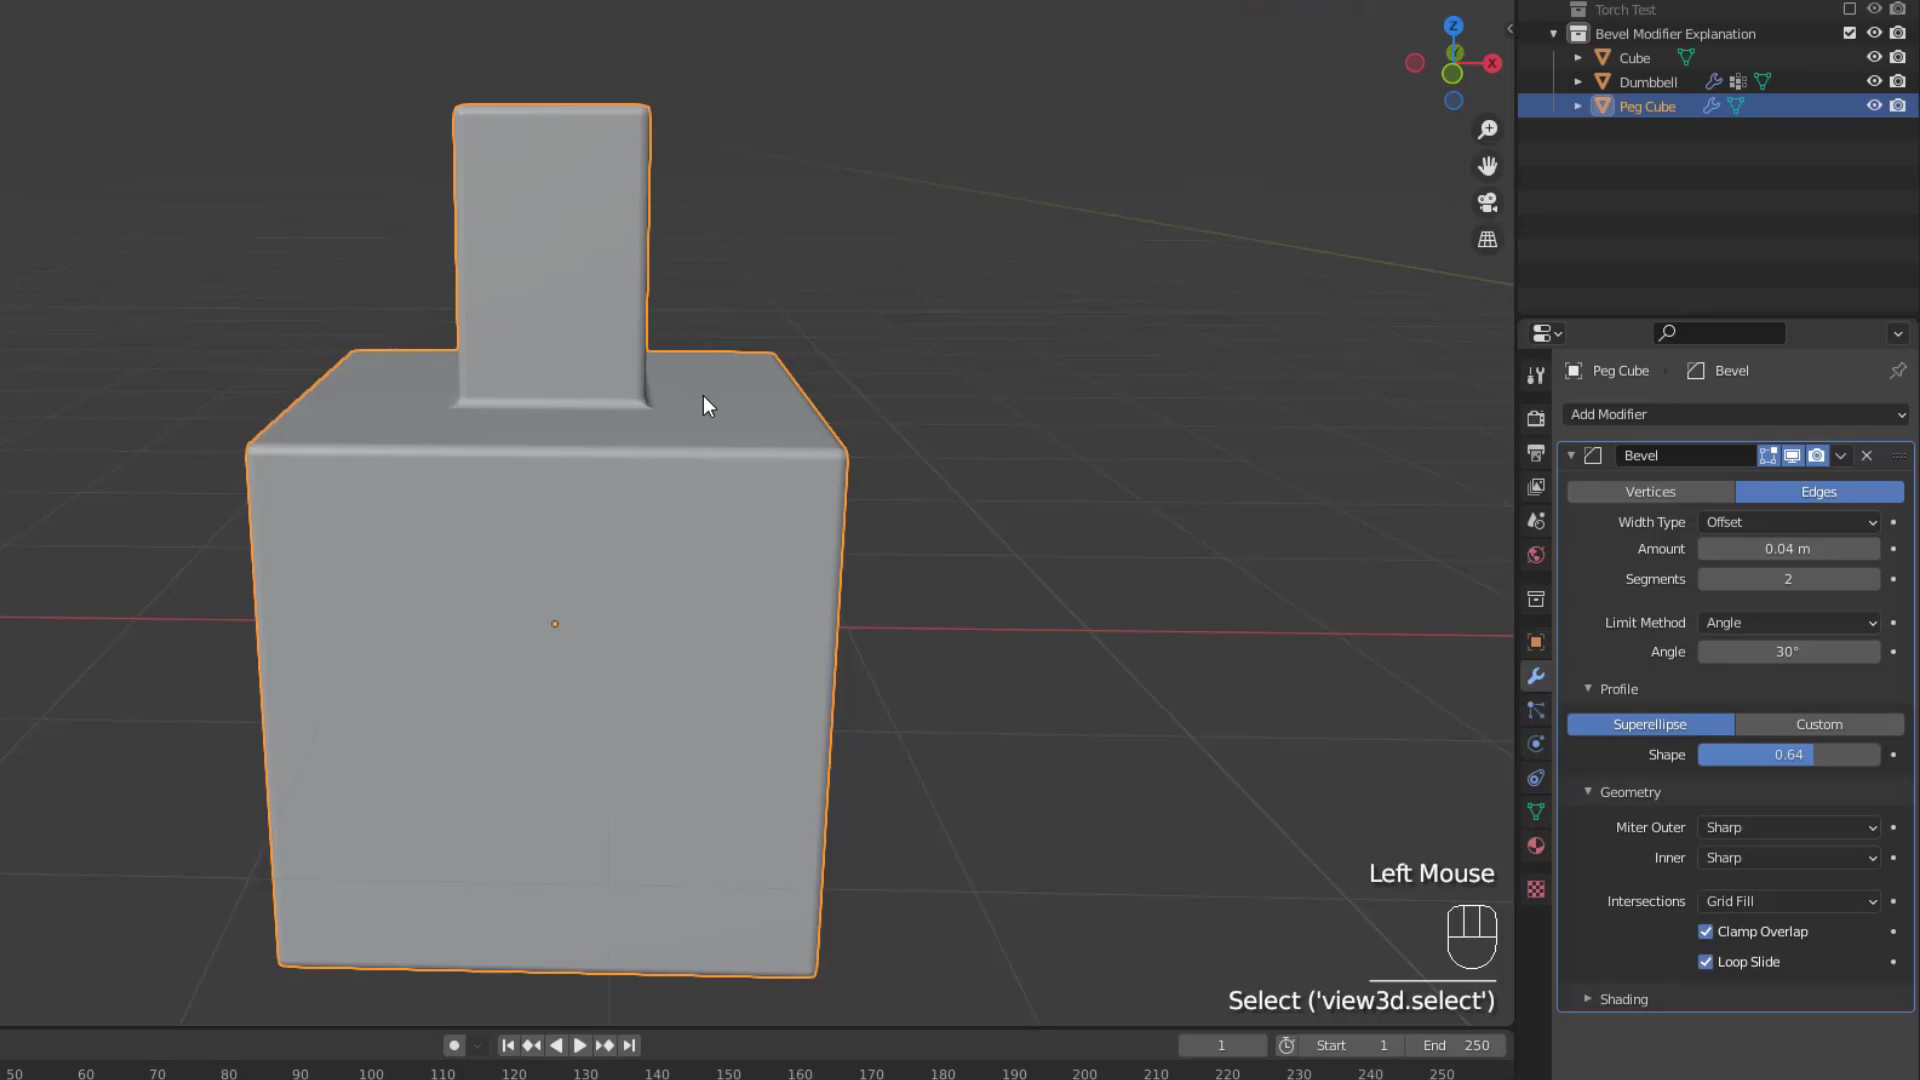 Torch Test
Bevel Modifier Explanation
Cube
Dumbbell
Peg Cube
Z
X
Peg Cube
Bevel
Add Modifier
Bevel
Vertices
Edges
Width Type
Offset
Amount
0.04 m
Segments
2
Limit Method
Angle
Angle
30°
Profile
Superellipse
Custom
Shape
0.64
Geometry
Miter Outer
Sharp
Inner
Sharp
Intersections
Grid Fill
Clamp Overlap
Loop Slide
Shading
Left Mouse
Select ('view3d.select')
1
Start 1
End 250
50 60 70 80 90 100 110 120 130 140 150 160 170 180 190 200 210 220 230 240 250